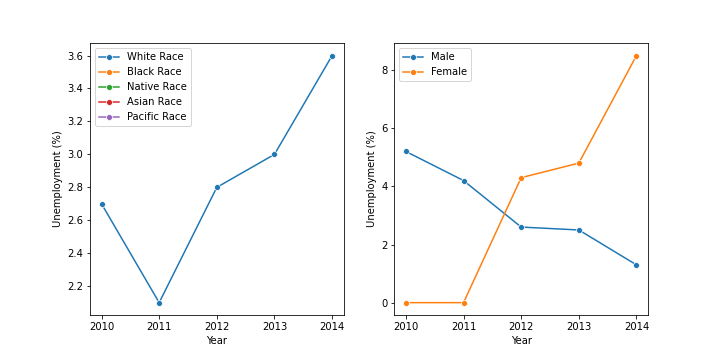 White Race
Black Race
Native Race
Asian Race
Pacific Race
3.6
3.4
3.2
3.0
2.8
2.6
2.4
2.2
Unemployment (%)
2010 2011 2012 2013 2014
Year
Male
Female
8
6
4
2
0
Unemployment (%)
2010 2011 2012 2013 2014
Year